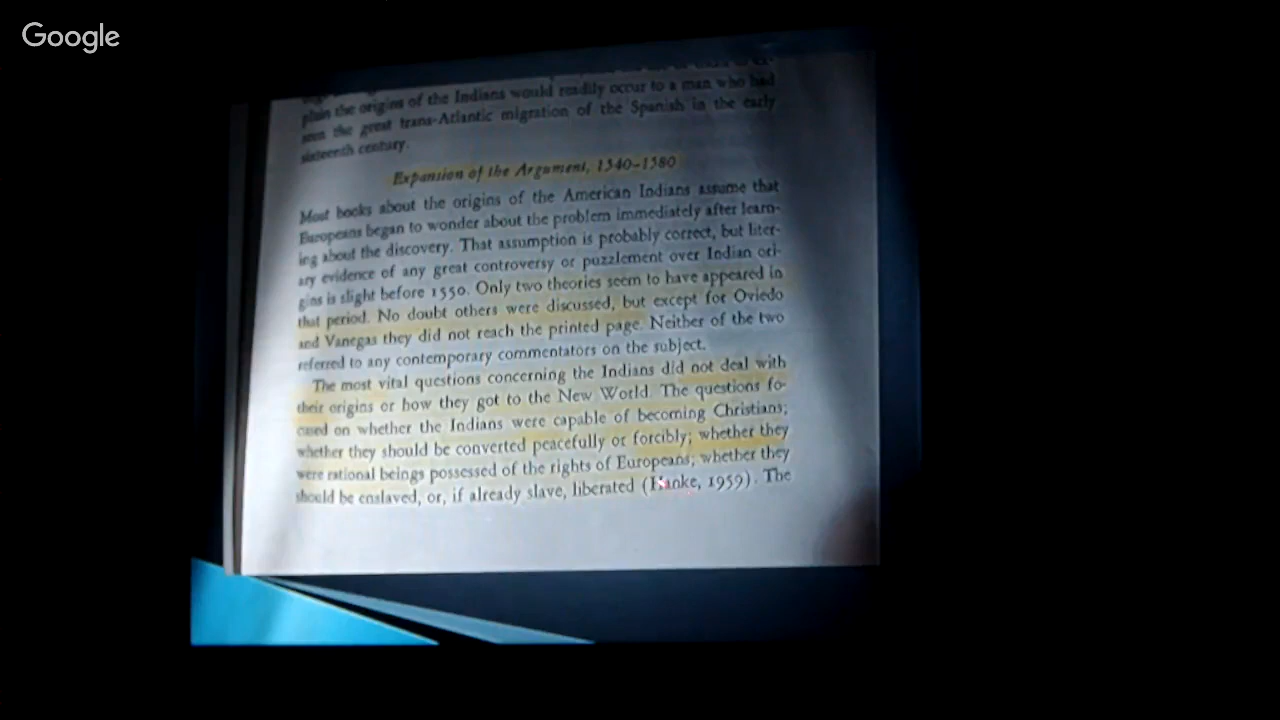 Google
plain the origins of the Indians would readily occur to a man who had
seen the great trans-Atlantic migration of the Spanish in the early
sixteenth century.
Expansion of the Argument, 1540–1580
Most books about the origins of the American Indians assume that
Europeans began to wonder about the problem immediately after learn-
ing about the discovery. That assumption is probably correct, but liter-
ary evidence of any great controversy or puzzlement over Indian ori-
gins is slight before 1550. Only two theories seem to have appeared in
that period. No doubt others were discussed, but except for Oviedo
and Vanegas they did not reach the printed page. Neither of the two
referred to any contemporary commentators on the subject.
The most vital questions concerning the Indians did not deal with
their origins or how they got to the New World. The questions fo-
cused on whether the Indians were capable of becoming Christians;
whether they should be converted peacefully or forcibly; whether they
were rational beings possessed of the rights of Europeans; whether they
should be enslaved, or, if already slave, liberated (Hanke, 1959). The